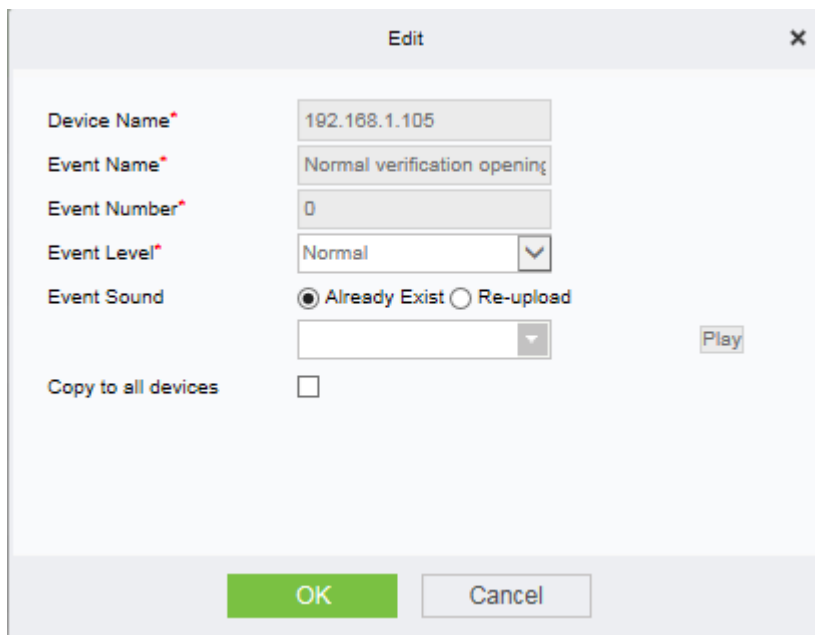 Edit
Device Name*
192.168.1.105
Event Name*
Normal verification opening
Event Number*
0
Event Level*
Normal
Event Sound
Already Exist
Re-upload
Play
Copy to all devices
OK
Cancel